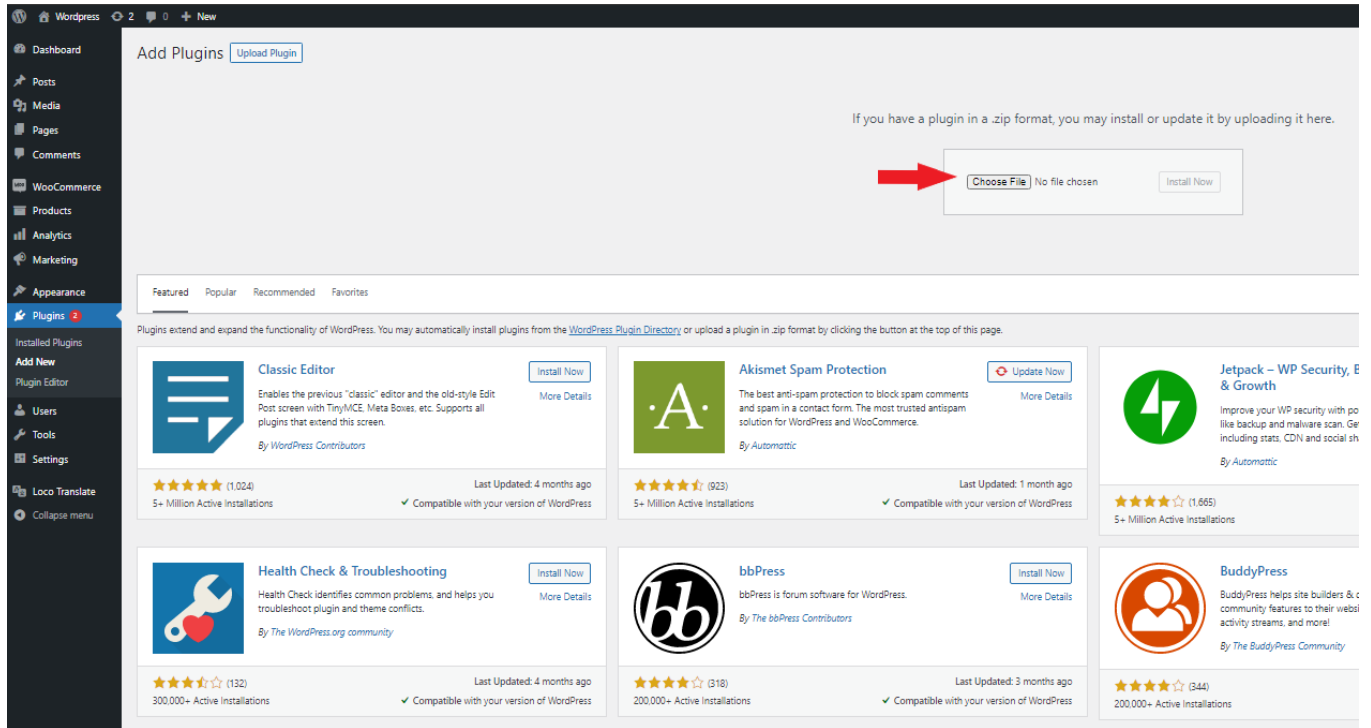 Wordpress 2 0 + New
Dashboard
Posts
Media
Pages
Comments
WooCommerce
Products
Analytics
Marketing
Appearance
Plugins 2
Installed Plugins
Add New
Plugin Editor
Users
Tools
Settings
Loco Translate
Collapse menu
Add Plugins Upload Plugin
If you have a plugin in a .zip format, you may install or update it by uploading it here.
Choose File No file chosen Install Now
Featured Popular Recommended Favorites
Plugins extend and expand the functionality of WordPress. You may automatically install plugins from the WordPress Plugin Directory or upload a plugin in .zip format by clicking the button at the top of this page.
Classic Editor
Install Now
More Details
Enables the previous "classic" editor and the old-style Edit
Post screen with TinyMCE, Meta Boxes, etc. Supports all
plugins that extend this screen.
By WordPress Contributors
(1,024)
Last Updated: 4 months ago
5+ Million Active Installations
✓ Compatible with your version of WordPress
·A·
Akismet Spam Protection
Update Now
More Details
The best anti-spam protection to block spam comments
and spam in a contact form. The most trusted antispam
solution for WordPress and WooCommerce.
By Automattic
(923)
Last Updated: 1 month ago
5+ Million Active Installations
✓ Compatible with your version of WordPress
Jetpack – WP Security, B
& Growth
Improve your WP security with po
like backup and malware scan. Ge
including stats, CDN and social sh
By Automattic
(1,665)
5+ Million Active Installations
Health Check & Troubleshooting
Install Now
More Details
Health Check identifies common problems, and helps you
troubleshoot plugin and theme conflicts.
By The WordPress.org community
(132)
Last Updated: 4 months ago
300,000+ Active Installations
✓ Compatible with your version of WordPress
bb
bbPress
Install Now
More Details
bbPress is forum software for WordPress.
By The bbPress Contributors
(318)
Last Updated: 3 months ago
200,000+ Active Installations
✓ Compatible with your version of WordPress
BuddyPress
BuddyPress helps site builders & d
community features to their websi
activity streams, and more!
By The BuddyPress Community
(344)
200,000+ Active Installations